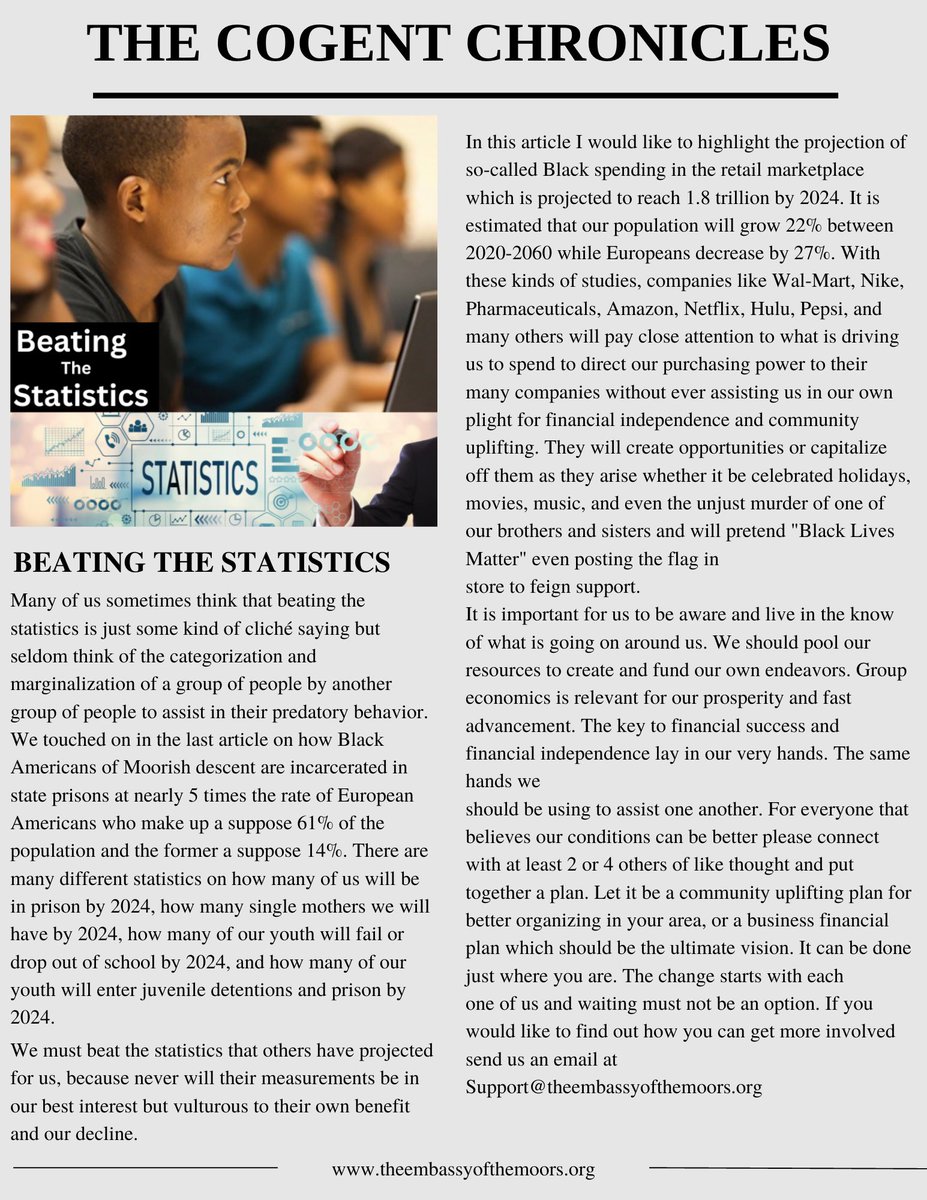 THE COGENT CHRONICLES
Beating
The
Statistics
STATISTICS
BEATING THE STATISTICS
Many of us sometimes think that beating the
statistics is just some kind of cliché saying but
seldom think of the categorization and
marginalization of a group of people by another
group of people to assist in their predatory behavior.
We touched on in the last article on how Black
Americans of Moorish descent are incarcerated in
state prisons at nearly 5 times the rate of European
Americans who make up a suppose 61% of the
population and the former a suppose 14%. There are
many different statistics on how many of us will be
in prison by 2024, how many single mothers we will
have by 2024, how many of our youth will fail or
drop out of school by 2024, and how many of our
youth will enter juvenile detentions and prison by
2024.
We must beat the statistics that others have projected
for us, because never will their measurements be in
our best interest but vulturous to their own benefit
and our decline.
In this article I would like to highlight the projection of
so-called Black spending in the retail marketplace
which is projected to reach 1.8 trillion by 2024. It is
estimated that our population will grow 22% between
2020-2060 while Europeans decrease by 27%. With
these kinds of studies, companies like Wal-Mart, Nike,
Pharmaceuticals, Amazon, Netflix, Hulu, Pepsi, and
many others will pay close attention to what is driving
us to spend to direct our purchasing power to their
many companies without ever assisting us in our own
plight for financial independence and community
uplifting. They will create opportunities or capitalize
off them as they arise whether it be celebrated holidays,
movies, music, and even the unjust murder of one of
our brothers and sisters and will pretend "Black Lives
Matter" even posting the flag in
store to feign support.
It is important for us to be aware and live in the know
of what is going on around us. We should pool our
resources to create and fund our own endeavors. Group
economics is relevant for our prosperity and fast
advancement. The key to financial success and
financial independence lay in our very hands. The same
hands we
should be using to assist one another. For everyone that
believes our conditions can be better please connect
with at least 2 or 4 others of like thought and put
together a plan. Let it be a community uplifting plan for
better organizing in your area, or a business financial
plan which should be the ultimate vision. It can be done
just where you are. The change starts with each
one of us and waiting must not be an option. If you
would like to find out how you can get more involved
send us an email at
Support@theembassyofthemoors.org
www.theembassyofthemoors.org